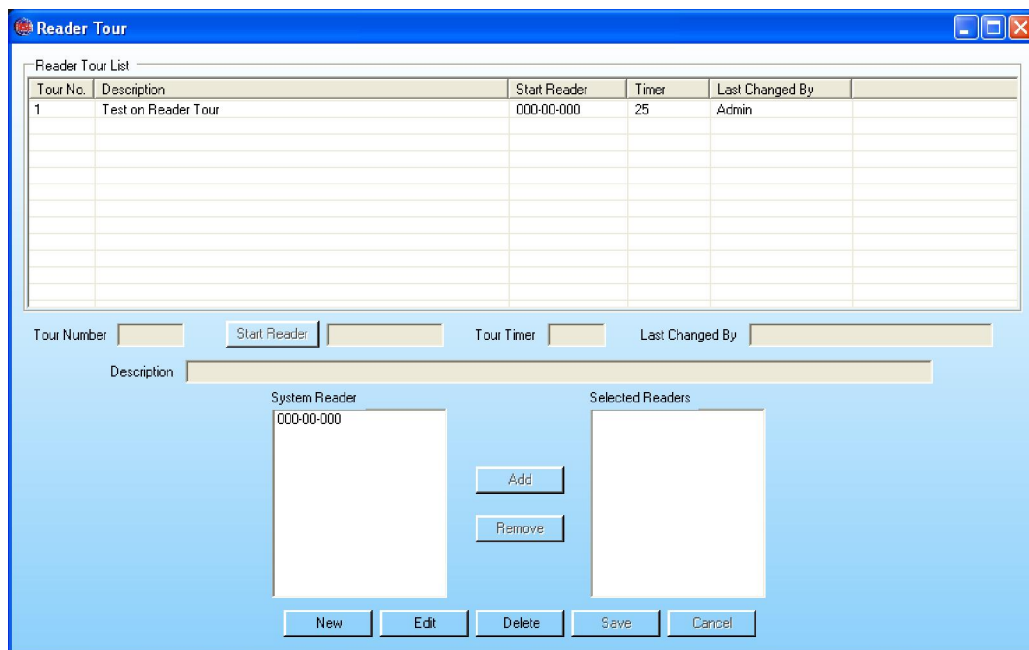 Reader Tour
Reader Tour List
Tour No. Description Start Reader Timer Last Changed By
1 Test on Reader Tour 000-00-000 25 Admin
Tour Number Start Reader Tour Timer Last Changed By
Description
System Reader Selected Readers
000-00-000
Add
Remove
New Edit Delete Save Cancel